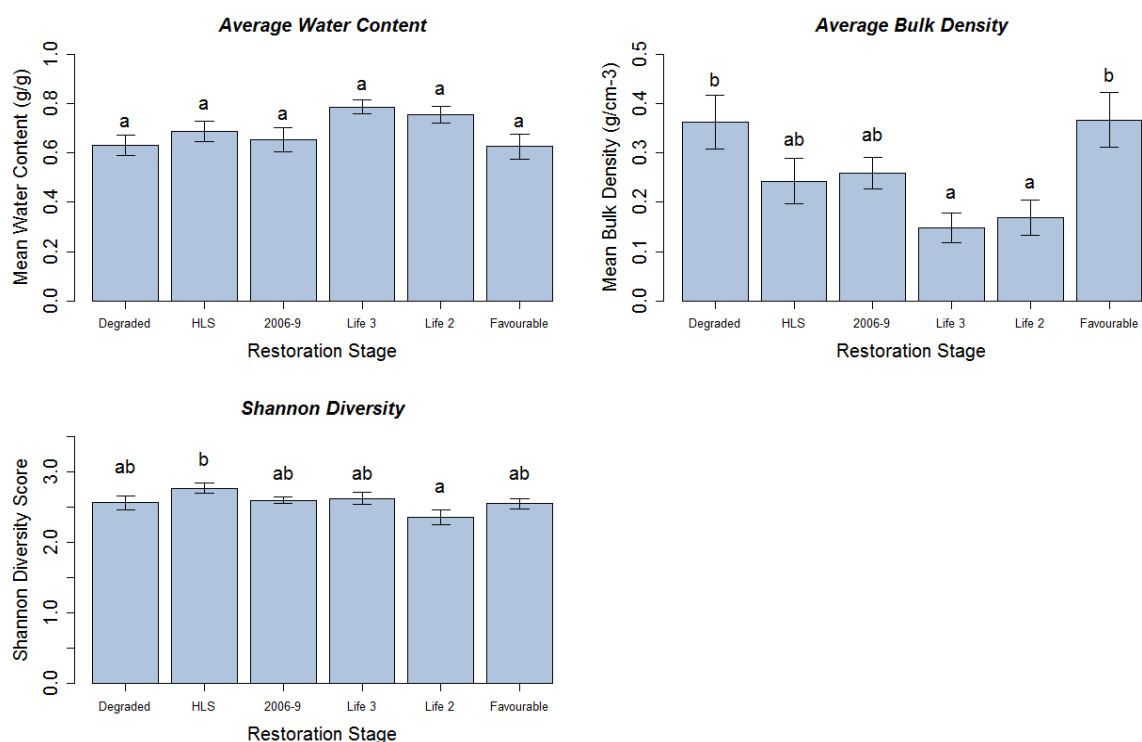 Average Water Content
Mean Water Content (g/g)
1.0
0.8
0.6
0.4
0.2
0.0
a a a a a a
Degraded HLS 2006-9 Life 3 Life 2 Favourable
Restoration Stage
Average Bulk Density
Mean Bulk Density (g/cm-3)
0.5
0.4
0.3
0.2
0.1
0.0
b ab ab a a b
Degraded HLS 2006-9 Life 3 Life 2 Favourable
Restoration Stage
Shannon Diversity
Shannon Diversity Score
3.0
2.0
1.0
0.0
ab b ab ab a ab
Degraded HLS 2006-9 Life 3 Life 2 Favourable
Restoration Stage